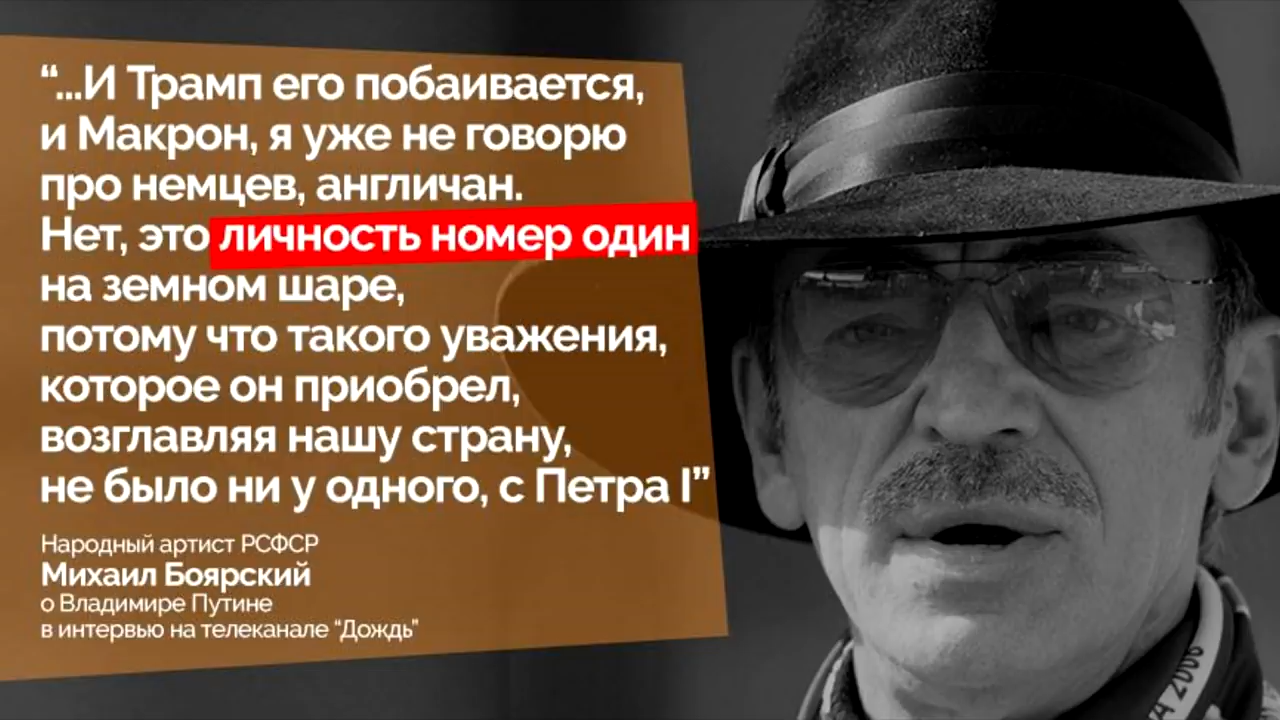 “...И Трамп его побаивается,
и Макрон, я уже не говорю
про немцев, англичан.
Нет, это личность номер один
на земном шаре,
потому что такого уважения,
которое он приобрел,
возглавляя нашу страну,
не было ни у одного, с Петра I”
Народный артист РСФСР
Михаил Боярский
о Владимире Путине
в интервью на телеканале “Дождь”
2006